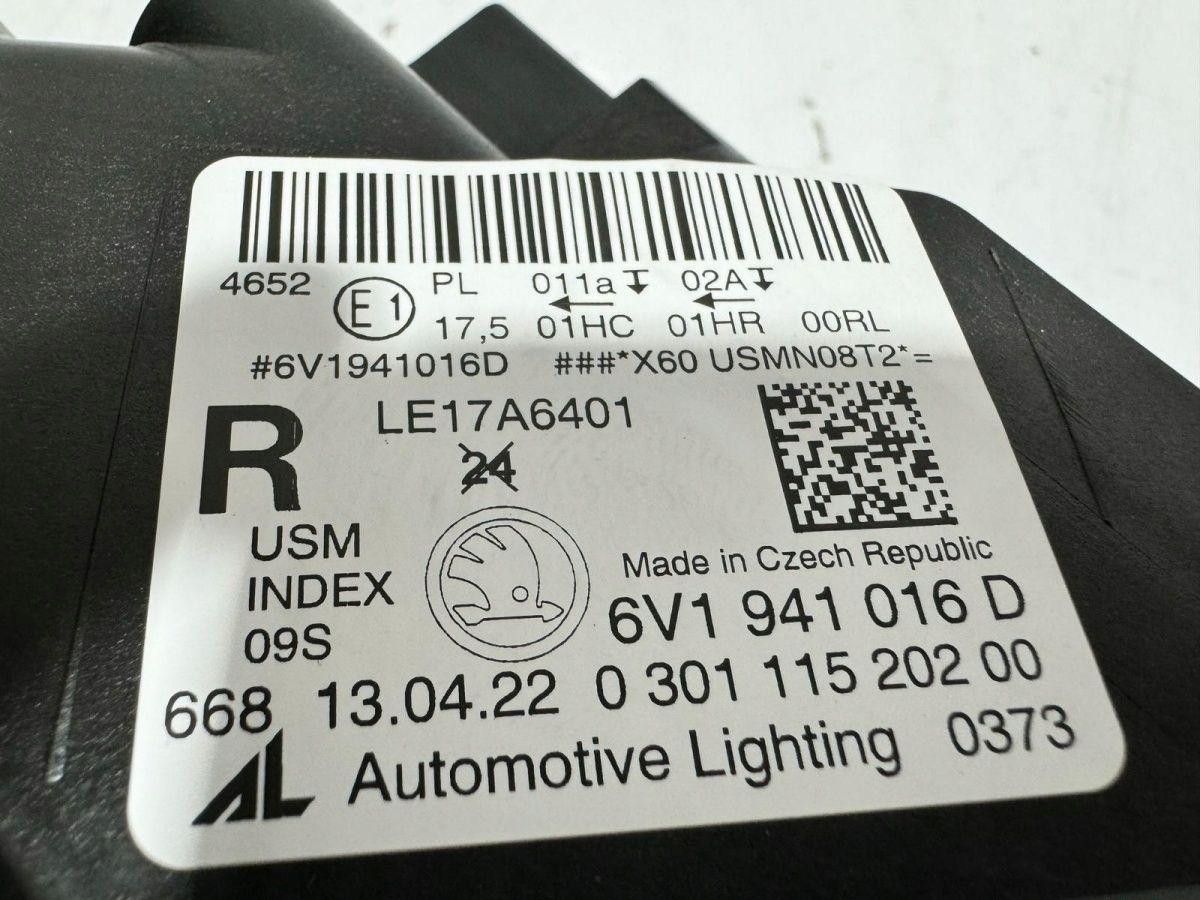 4652 E1 PL 011a 02A
17,5 01HC 01HR 00RL
#6V1941016D ###*X60 USMN08T2*=
R LE17A6401
24
USM
INDEX
09S
Made in Czech Republic
6V1 941 016 D
668 13.04.22 0 301 115 202 00
AL Automotive Lighting 0373